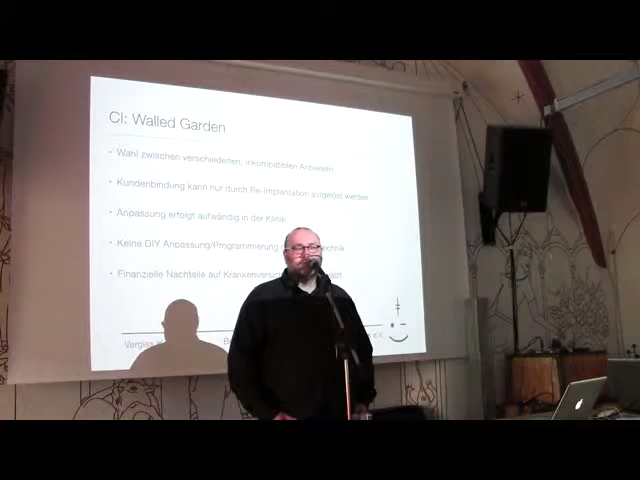 CI: Walled Garden
- Wahl zwischen verschiedenen, inkompatiblen Anbietern
• Kundenbindung kann nur durch Re-Implantation aufgelöst werden
• Anpassung erfolgt aufwändig in der Klinik
• Keine DIY Anpassung/Programmierung
• Finanzielle Nachteile auf
e.V.